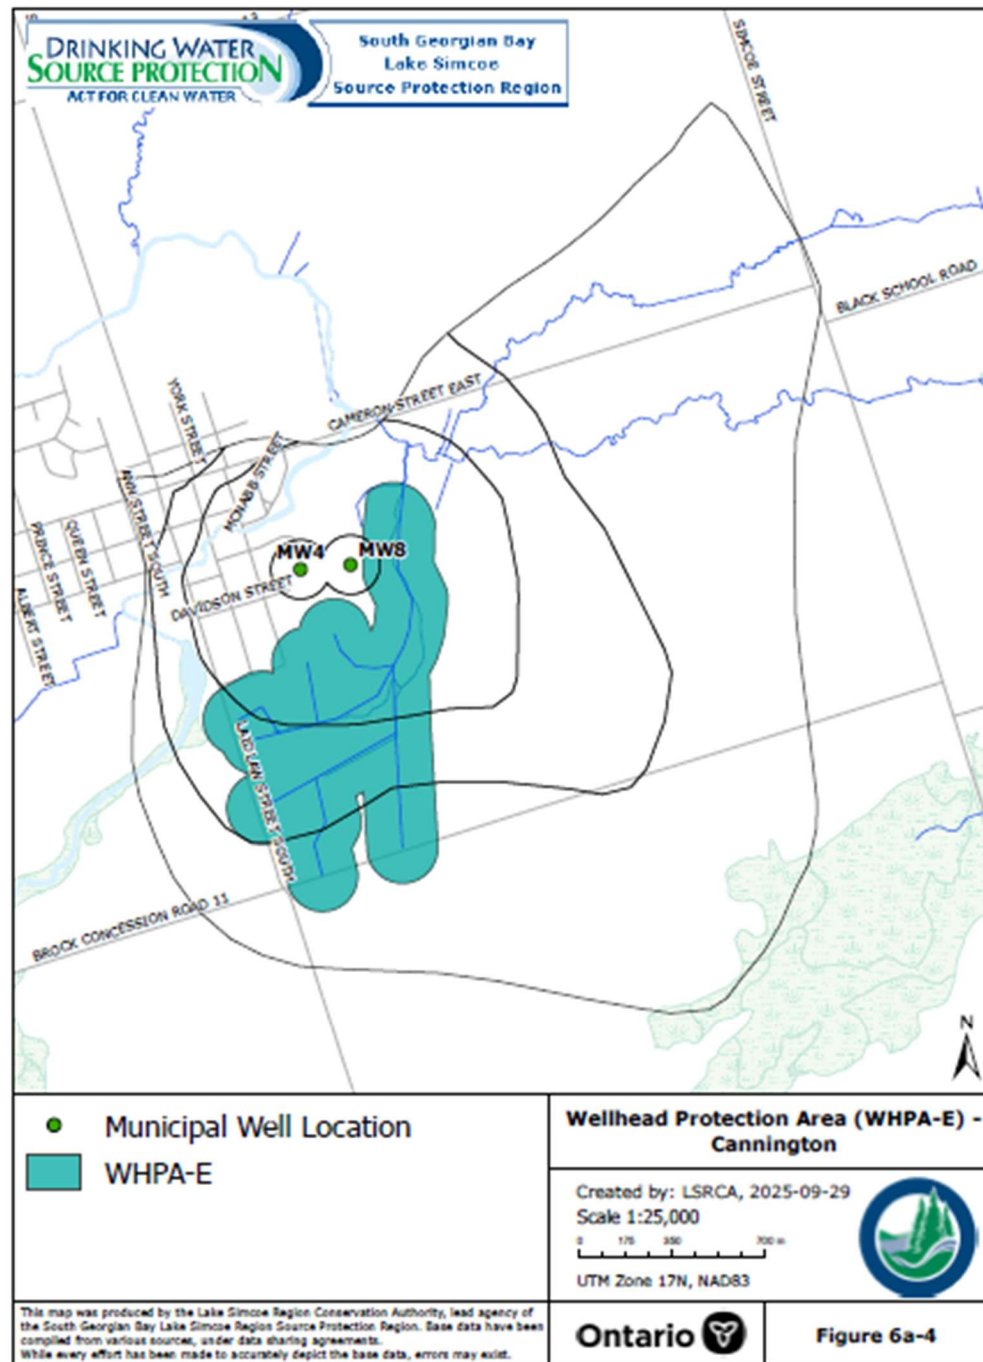 DRINKING WATER
SOURCE PROTECTION
ACT FOR CLEAN WATER
South Georgian Bay
Lake Simcoe
Source Protection Region
SIMCOE STREET
BLACK SCHOOL ROAD
CAMERON STREET EAST
YORK STREET
MCNABB STREET
ANN STREET SOUTH
QUEEN STREET
PRINCE STREET
ALBERT STREET
MW4
MW8
DAVIDSON STREET
LAIDLAW STREET SOUTH
BROCK CONCESSION ROAD 11
N
Municipal Well Location
WHPA-E
Wellhead Protection Area (WHPA-E) -
Cannington
Created by: LSRCA, 2025-09-29
Scale 1:25,000
0 175 350 700 m
UTM Zone 17N, NAD83
This map was produced by the Lake Simcoe Region Conservation Authority, lead agency of
the South Georgian Bay Lake Simcoe Region Source Protection Region. Base data have been
compiled from various sources, under data sharing agreements.
While every effort has been made to accurately depict the base data, errors may exist.
Ontario
Figure 6a-4